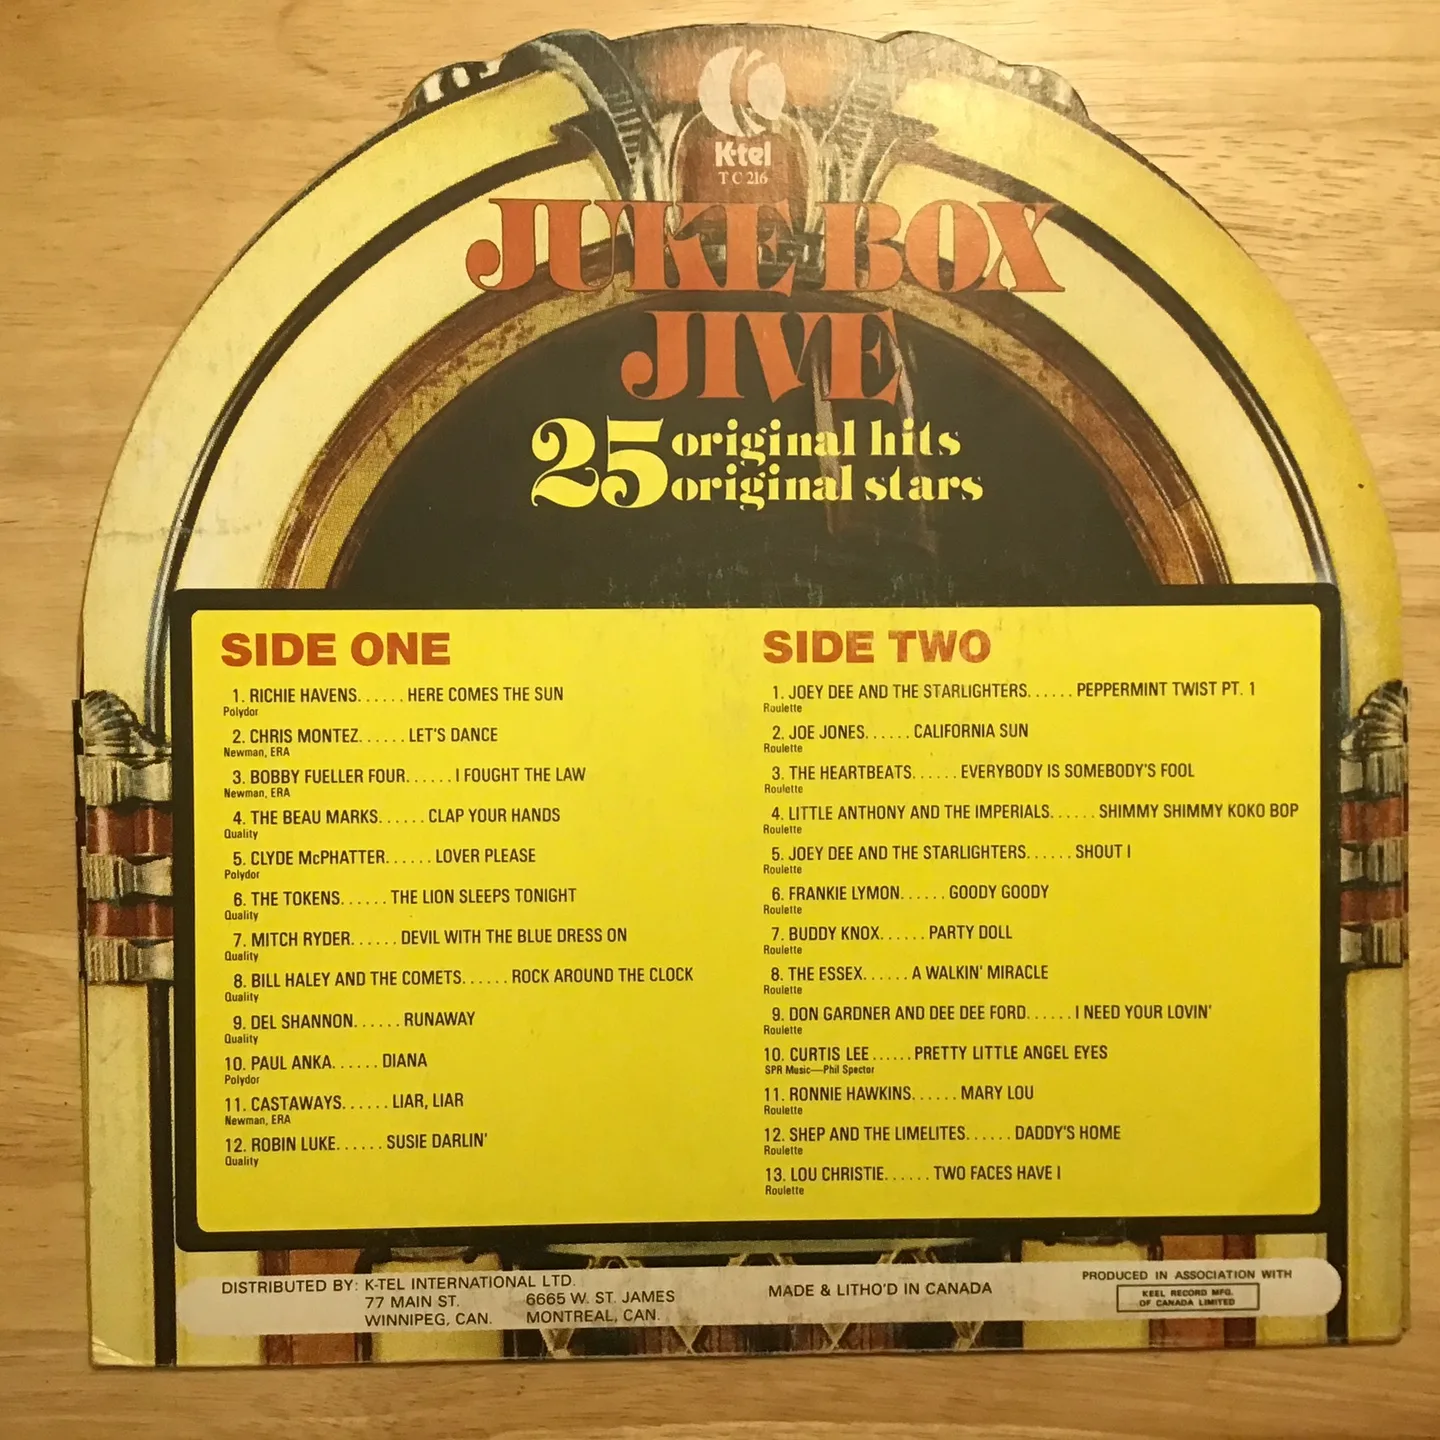 K-tel
TC 216
JUKE BOX
JIVE
25 original hits
original stars
SIDE ONE
1. RICHIE HAVENS......HERE COMES THE SUN
Polydor
2. CHRIS MONTEZ......LET'S DANCE
Newman, ERA
3. BOBBY FUELLER FOUR......I FOUGHT THE LAW
Newman, ERA
4. THE BEAU MARKS......CLAP YOUR HANDS
Quality
5. CLYDE McPHATTER......LOVER PLEASE
Polydor
6. THE TOKENS......THE LION SLEEPS TONIGHT
Quality
7. MITCH RYDER......DEVIL WITH THE BLUE DRESS ON
Quality
8. BILL HALEY AND THE COMETS......ROCK AROUND THE CLOCK
Quality
9. DEL SHANNON......RUNAWAY
Quality
10. PAUL ANKA......DIANA
Polydor
11. CASTAWAYS......LIAR, LIAR
Newman, ERA
12. ROBIN LUKE......SUSIE DARLIN'
Quality
SIDE TWO
1. JOEY DEE AND THE STARLIGHTERS......PEPPERMINT TWIST PT. 1
Roulette
2. JOE JONES......CALIFORNIA SUN
Roulette
3. THE HEARTBEATS......EVERYBODY IS SOMEBODY'S FOOL
Roulette
4. LITTLE ANTHONY AND THE IMPERIALS......SHIMMY SHIMMY KOKO BOP
Roulette
5. JOEY DEE AND THE STARLIGHTERS......SHOUT I
Roulette
6. FRANKIE LYMON......GOODY GOODY
Roulette
7. BUDDY KNOX......PARTY DOLL
Roulette
8. THE ESSEX......A WALKIN' MIRACLE
Roulette
9. DON GARDNER AND DEE DEE FORD......I NEED YOUR LOVIN'
Roulette
10. CURTIS LEE......PRETTY LITTLE ANGEL EYES
SPR Music—Phil Spector
11. RONNIE HAWKINS......MARY LOU
Roulette
12. SHEP AND THE LIMELITES......DADDY'S HOME
Roulette
13. LOU CHRISTIE......TWO FACES HAVE I
Roulette
DISTRIBUTED BY: K-TEL INTERNATIONAL LTD.
77 MAIN ST. 6665 W. ST. JAMES
WINNIPEG, CAN. MONTREAL, CAN.
MADE & LITHO'D IN CANADA
PRODUCED IN ASSOCIATION WITH
KEEL RECORD MFG.
OF CANADA LIMITED